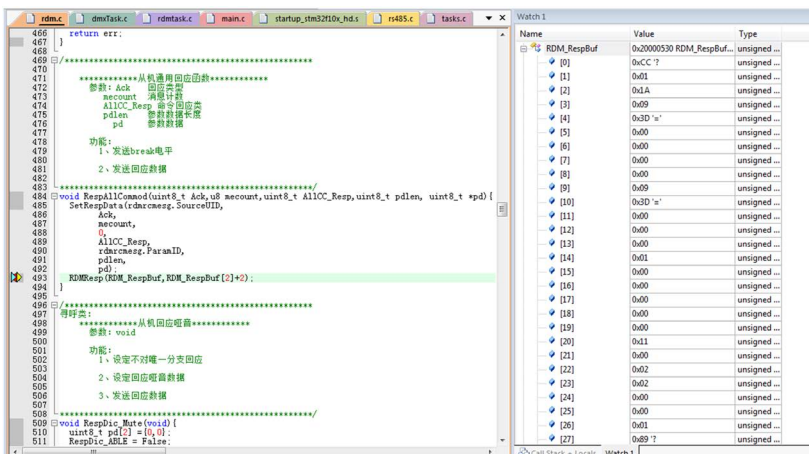 rdm.c dmxTask.c rdmtask.c main.c startup_stm32f10x_hd.s rs485.c tasks.c
466 return err;
467 }
468
469 /**************************************************
470
471 ************从机通用回应函数************
472 参数：Ack 回应类型
473 mecount 消息计数
474 AllCC_Resp 命令回应类
475 pdlen 参数数据长度
476 pd 参数数据
477
478 功能：
479 1、发送break电平
480
481 2、发送回应数据
482
483 **************************************************/
484 void RespAllCommod(uint8_t Ack,u8 mecount,uint8_t AllCC_Resp,uint8_t pdlen, uint8_t *pd){
485 SetRespData(rdmrcmesg.SourceUID,
486 Ack,
487 mecount,
488 0,
489 AllCC_Resp,
490 rdmrcmesg.ParamID,
491 pdlen,
492 pd);
493 RDMResp(RDM_RespBuf,RDM_RespBuf[2]+2);
494 }
495
496 /**************************************************
497 寻呼类：
498 ************从机回应哑音************
499 参数：void
500
501 功能：
502 1、设定不对唯一分支回应
503
504 2、设定回应哑音数据
505
506 3、发送回应数据
507
508 **************************************************/
509 void RespDic_Mute(void){
510 uint8_t pd[2] ={0,0};
511 RespDic_ABLE = False;
Watch 1
Name Value Type
RDM_RespBuf 0x20000530 RDM_RespBuf... unsigned ...
[0] 0xCC '?' unsigned ...
[1] 0x01 unsigned ...
[2] 0x1A unsigned ...
[3] 0x09 unsigned ...
[4] 0x3D '=' unsigned ...
[5] 0x00 unsigned ...
[6] 0x00 unsigned ...
[7] 0x00 unsigned ...
[8] 0x00 unsigned ...
[9] 0x09 unsigned ...
[10] 0x3D '=' unsigned ...
[11] 0x00 unsigned ...
[12] 0x00 unsigned ...
[13] 0x00 unsigned ...
[14] 0x01 unsigned ...
[15] 0x00 unsigned ...
[16] 0x00 unsigned ...
[17] 0x00 unsigned ...
[18] 0x00 unsigned ...
[19] 0x00 unsigned ...
[20] 0x11 unsigned ...
[21] 0x00 unsigned ...
[22] 0x02 unsigned ...
[23] 0x02 unsigned ...
[24] 0x00 unsigned ...
[25] 0x00 unsigned ...
[26] 0x01 unsigned ...
[27] 0x89 '?' unsigned ...
Call Stack + Locals Watch 1